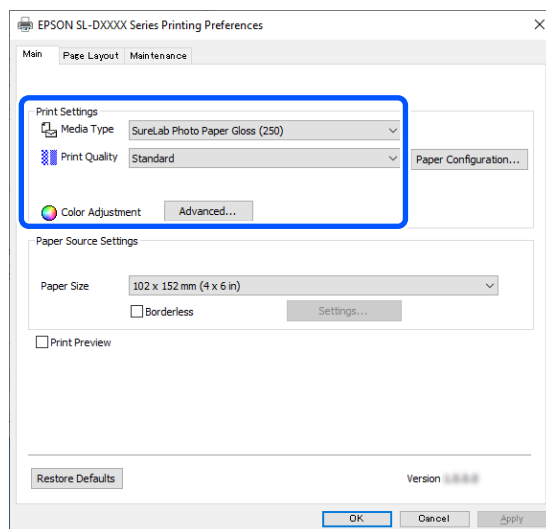 EPSON SL-DXXXX Series Printing Preferences
Main Page Layout Maintenance
Print Settings
Media Type SureLab Photo Paper Gloss (250)
Print Quality Standard Paper Configuration...
Color Adjustment Advanced...
Paper Source Settings
Paper Size 102 x 152 mm (4 x 6 in)
Borderless Settings...
Print Preview
Restore Defaults Version
OK Cancel Apply